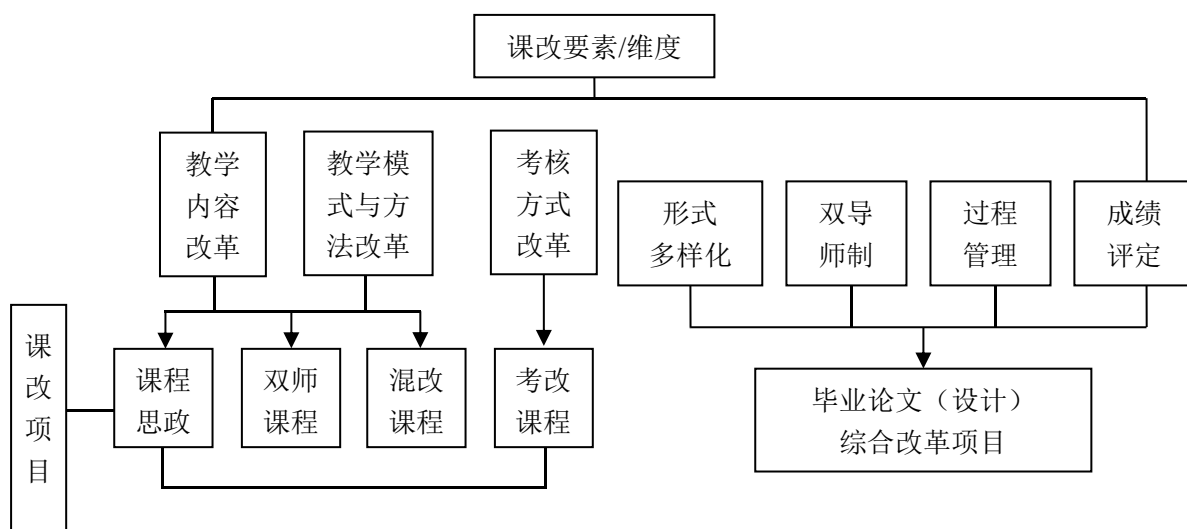 课改要素/维度
教学
内容
改革
教学模
式与方
法改革
考核
方式
改革
形式
多样化
双导
师制
过程
管理
成绩
评定
课
改
项
目
课程
思政
双师
课程
混改
课程
考改
课程
毕业论文（设计）
综合改革项目